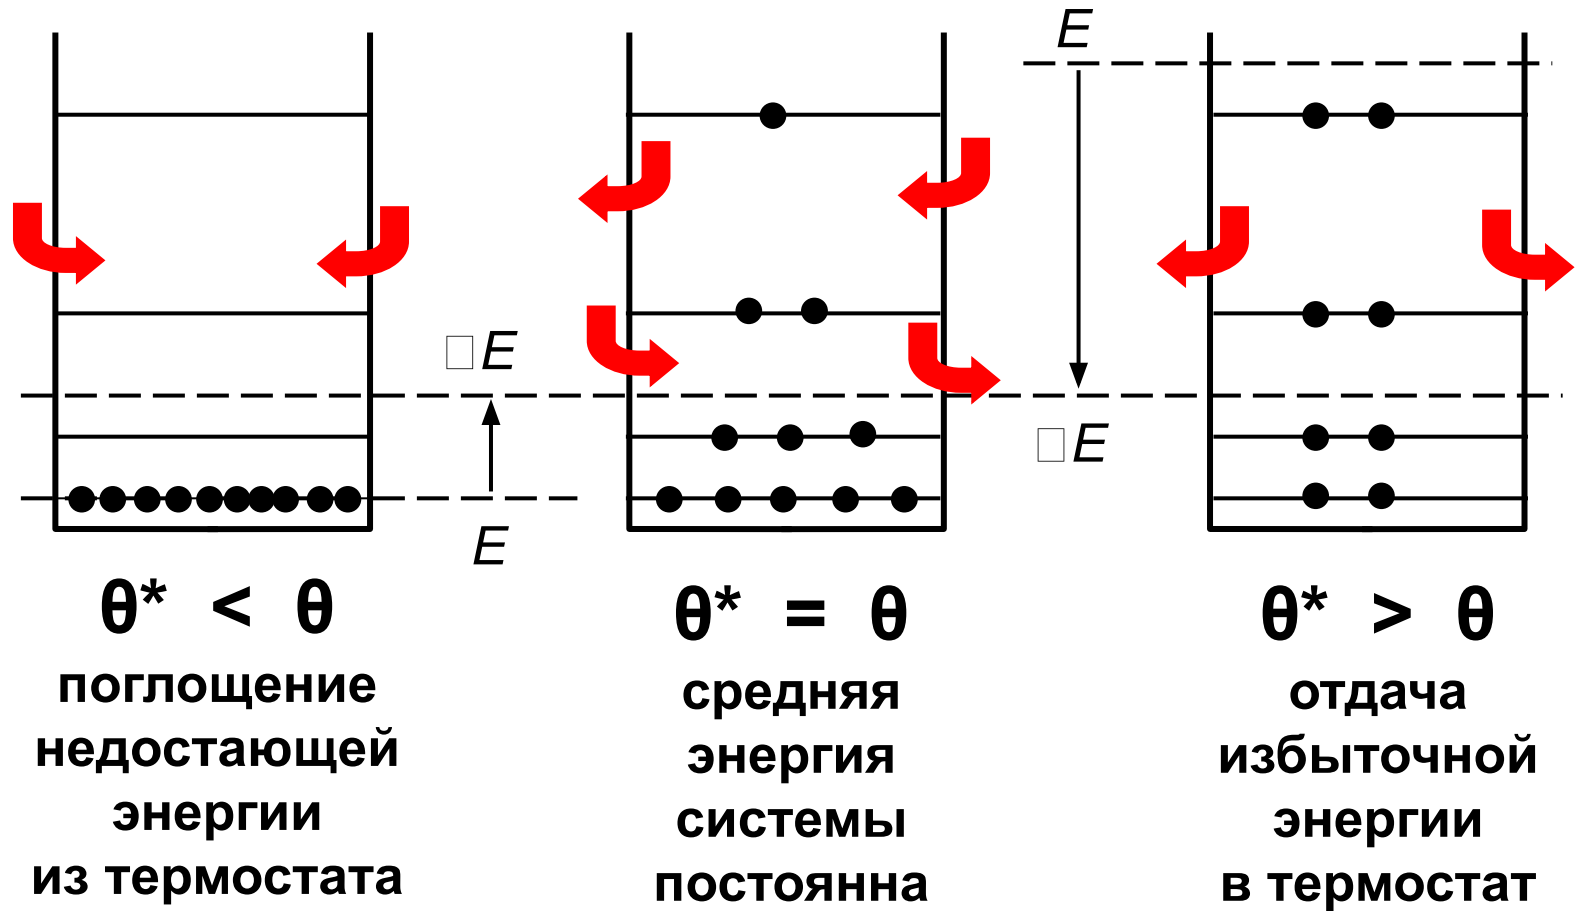 E
□E
□E
E
θ* < θ
поглощение
недостающей
энергии
из термостата
θ* = θ
средняя
энергия
системы
постоянна
θ* > θ
отдача
избыточной
энергии
в термостат